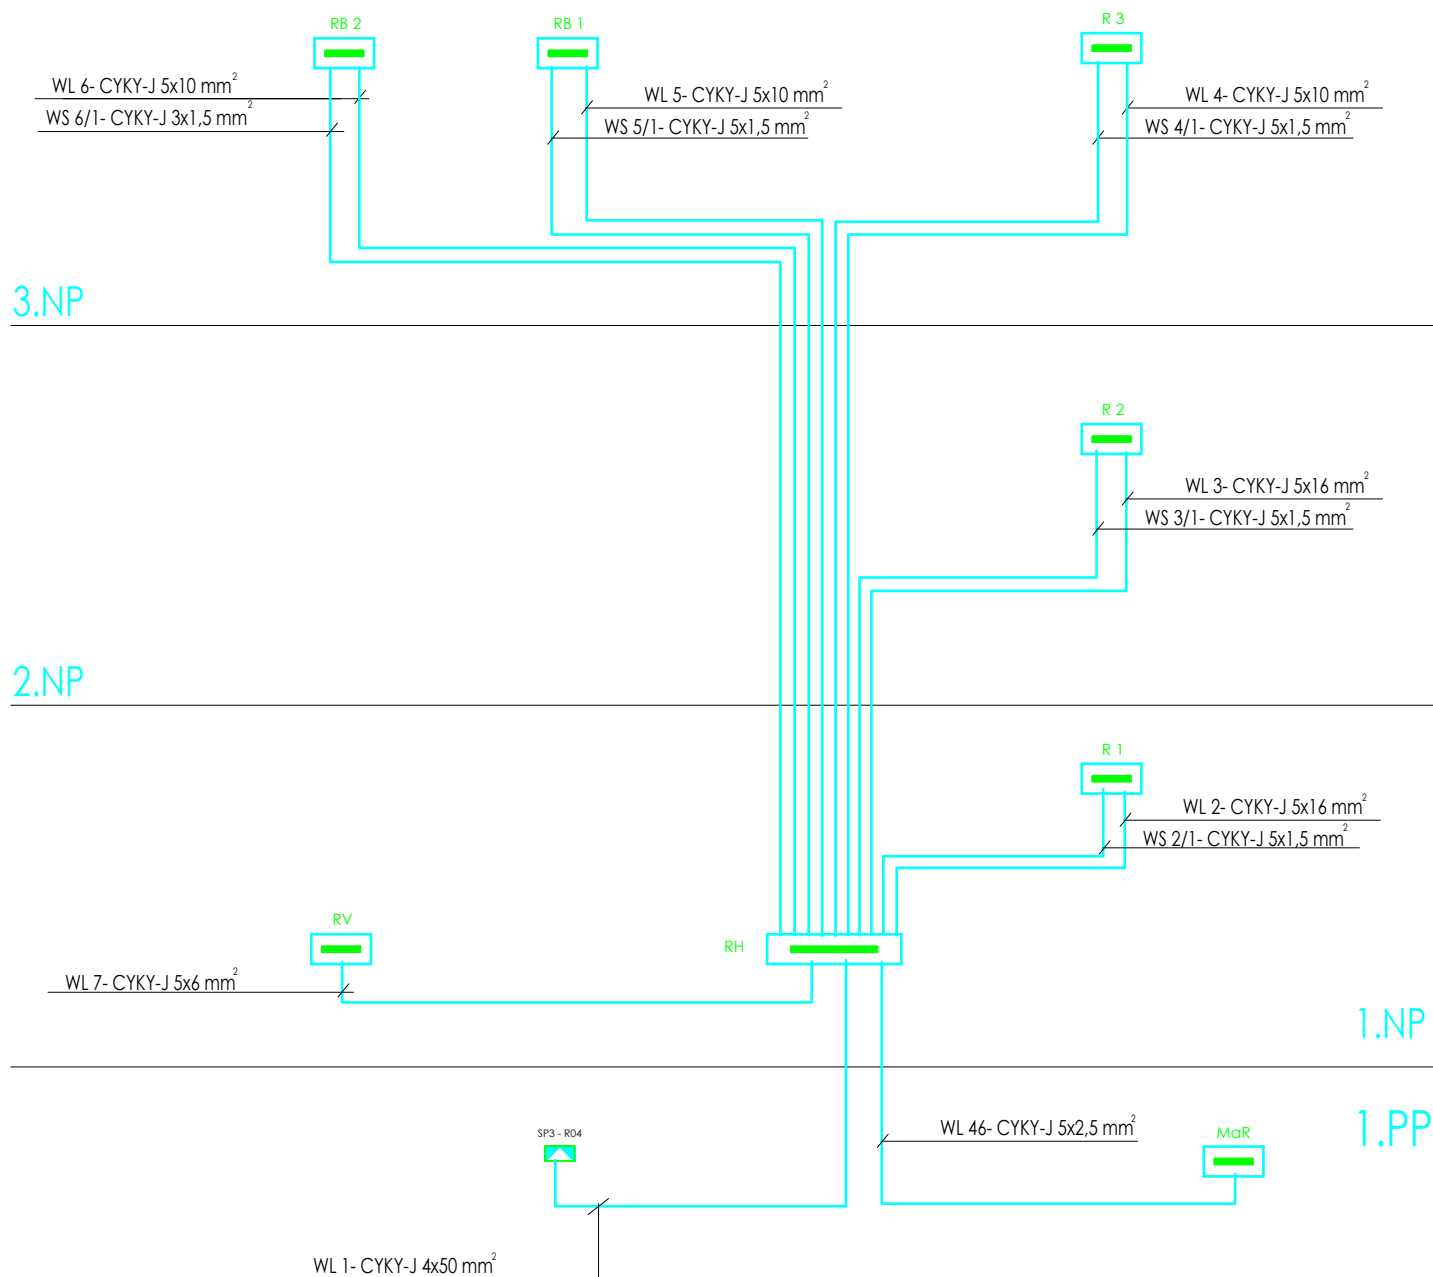 RB 2
RB 1
R 3
WL 6- CYKY-J 5x10 mm²
WS 6/1- CYKY-J 3x1,5 mm²
WL 5- CYKY-J 5x10 mm²
WS 5/1- CYKY-J 5x1,5 mm²
WL 4- CYKY-J 5x10 mm²
WS 4/1- CYKY-J 5x1,5 mm²
3.NP
R 2
WL 3- CYKY-J 5x16 mm²
WS 3/1- CYKY-J 5x1,5 mm²
2.NP
R 1
WL 2- CYKY-J 5x16 mm²
WS 2/1- CYKY-J 5x1,5 mm²
RV
RH
WL 7- CYKY-J 5x6 mm²
1.NP
1.PP
SP3 - R04
WL 46- CYKY-J 5x2,5 mm²
MaR
WL 1- CYKY-J 4x50 mm²